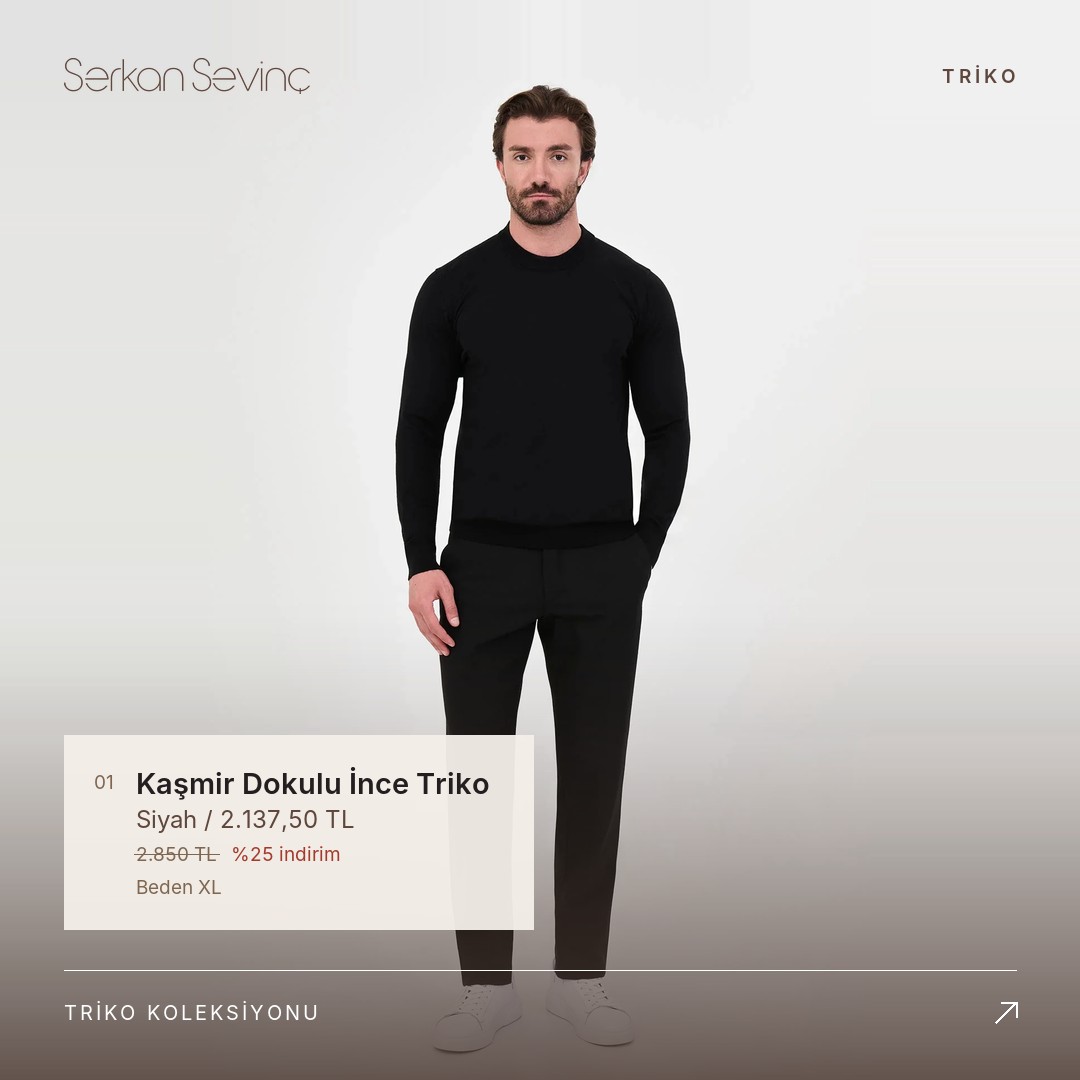 Serkan Sevinç
TRİKO
01 Kaşmir Dokulu İnce Triko
Siyah / 2.137,50 TL
2.850 TL %25 indirim
Beden XL
TRİKO KOLEKSİYONU